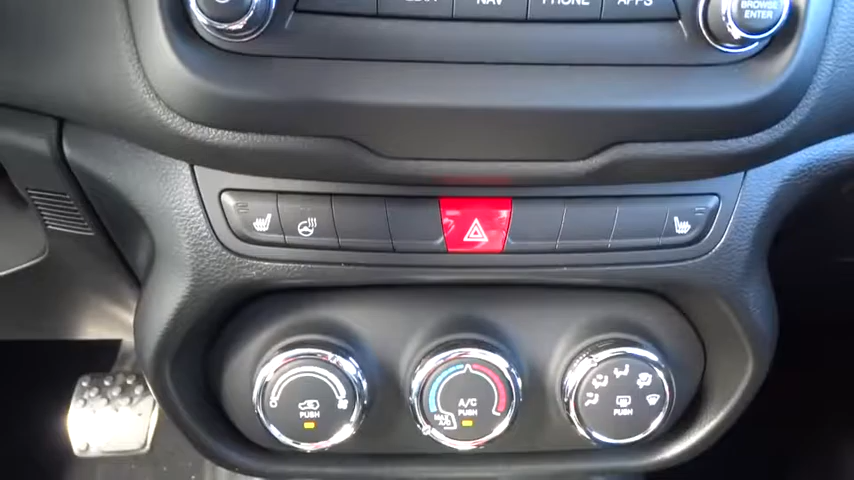 NAV
PHONE
APPS
BROWSE
ENTER
O
PUSH
A/C
PUSH
MAX
A/C
PUSH